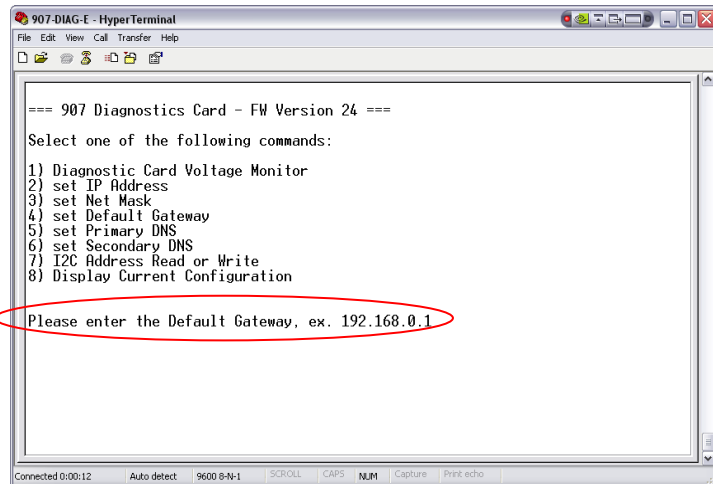 907-DIAG-E - HyperTerminal
File Edit View Call Transfer Help
=== 907 Diagnostics Card - FW Version 24 ===
Select one of the following commands:
1) Diagnostic Card Voltage Monitor
2) set IP Address
3) set Net Mask
4) set Default Gateway
5) set Primary DNS
6) set Secondary DNS
7) I2C Address Read or Write
8) Display Current Configuration
Please enter the Default Gateway, ex. 192.168.0.1
Connected 0:00:12 Auto detect 9600 8-N-1 SCROLL CAPS NUM Capture Print echo